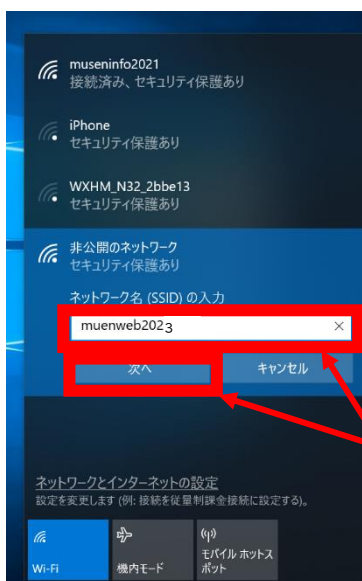 museninfo2021
接続済み、セキュリティ保護あり
iPhone
セキュリティ保護あり
WXHM_N32_2bbe13
セキュリティ保護あり
非公開のネットワーク
セキュリティ保護あり
ネットワーク名 (SSID) の入力
muenweb2023
次へ
キャンセル
ネットワークとインターネットの設定
設定を変更します (例: 接続を従量制課金接続に設定する)。
Wi-Fi
機内モード
モバイル ホットス
ポット